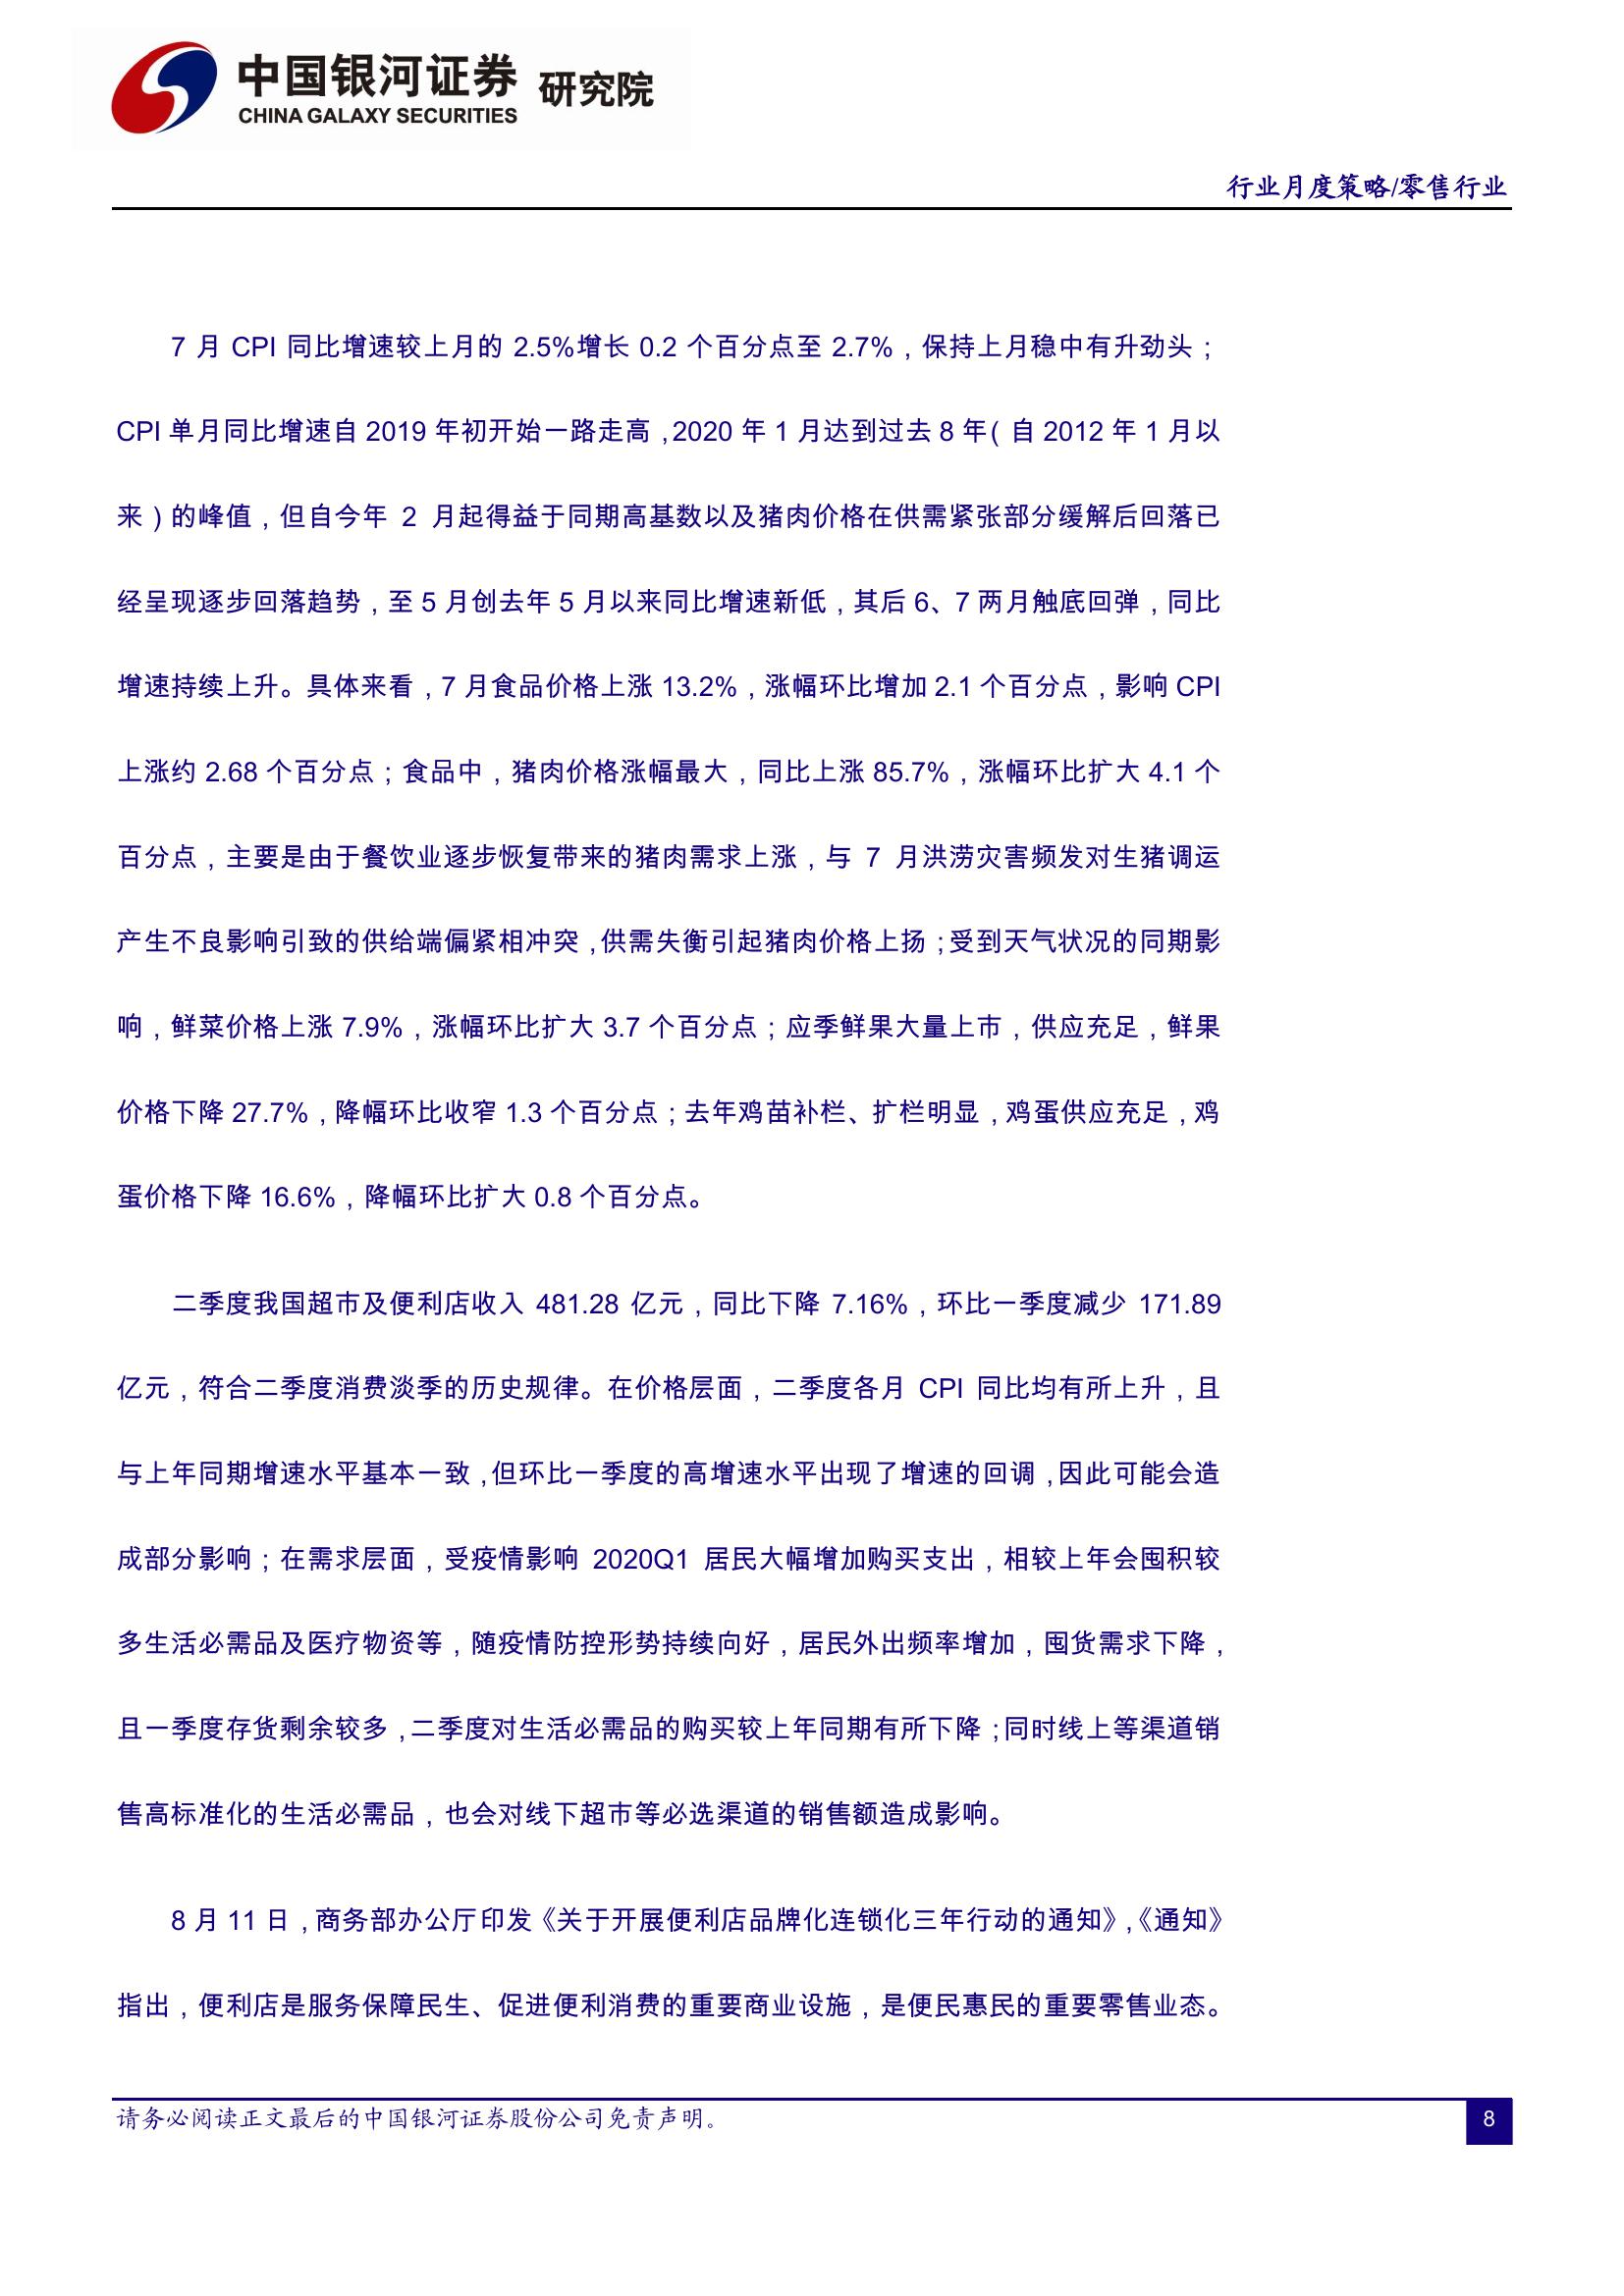 中国银河证券 研究院
CHINA GALAXY SECURITIES
行业月度策略/零售行业
7 月 CPI 同比增速较上月的 2.5%增长 0.2 个百分点至 2.7%，保持上月稳中有升劲头；
CPI 单月同比增速自 2019 年初开始一路走高，2020 年 1 月达到过去 8 年（自 2012 年 1 月以
来）的峰值，但自今年 2 月起得益于同期高基数以及猪肉价格在供需紧张部分缓解后回落已
经呈现逐步回落趋势，至 5 月创去年 5 月以来同比增速新低，其后 6、7 两月触底回弹，同比
增速持续上升。具体来看，7 月食品价格上涨 13.2%，涨幅环比增加 2.1 个百分点，影响 CPI
上涨约 2.68 个百分点；食品中，猪肉价格涨幅最大，同比上涨 85.7%，涨幅环比扩大 4.1 个
百分点，主要是由于餐饮业逐步恢复带来的猪肉需求上涨，与 7 月洪涝灾害频发对生猪调运
产生不良影响引致的供给端偏紧相冲突，供需失衡引起猪肉价格上扬；受到天气状况的同期影
响，鲜菜价格上涨 7.9%，涨幅环比扩大 3.7 个百分点；应季鲜果大量上市，供应充足，鲜果
价格下降 27.7%，降幅环比收窄 1.3 个百分点；去年鸡苗补栏、扩栏明显，鸡蛋供应充足，鸡
蛋价格下降 16.6%，降幅环比扩大 0.8 个百分点。
二季度我国超市及便利店收入 481.28 亿元，同比下降 7.16%，环比一季度减少 171.89
亿元，符合二季度消费淡季的历史规律。在价格层面，二季度各月 CPI 同比均有所上升，且
与上年同期增速水平基本一致，但环比一季度的高增速水平出现了增速的回调，因此可能会造
成部分影响；在需求层面，受疫情影响 2020Q1 居民大幅增加购买支出，相较上年会囤积较
多生活必需品及医疗物资等，随疫情防控形势持续向好，居民外出频率增加，囤货需求下降，
且一季度存货剩余较多，二季度对生活必需品的购买较上年同期有所下降；同时线上等渠道销
售高标准化的生活必需品，也会对线下超市等必选渠道的销售额造成影响。
8 月 11 日，商务部办公厅印发《关于开展便利店品牌化连锁化三年行动的通知》，《通知》
指出，便利店是服务保障民生、促进便利消费的重要商业设施，是便民惠民的重要零售业态。
请务必阅读正文最后的中国银河证券股份公司免责声明。
8